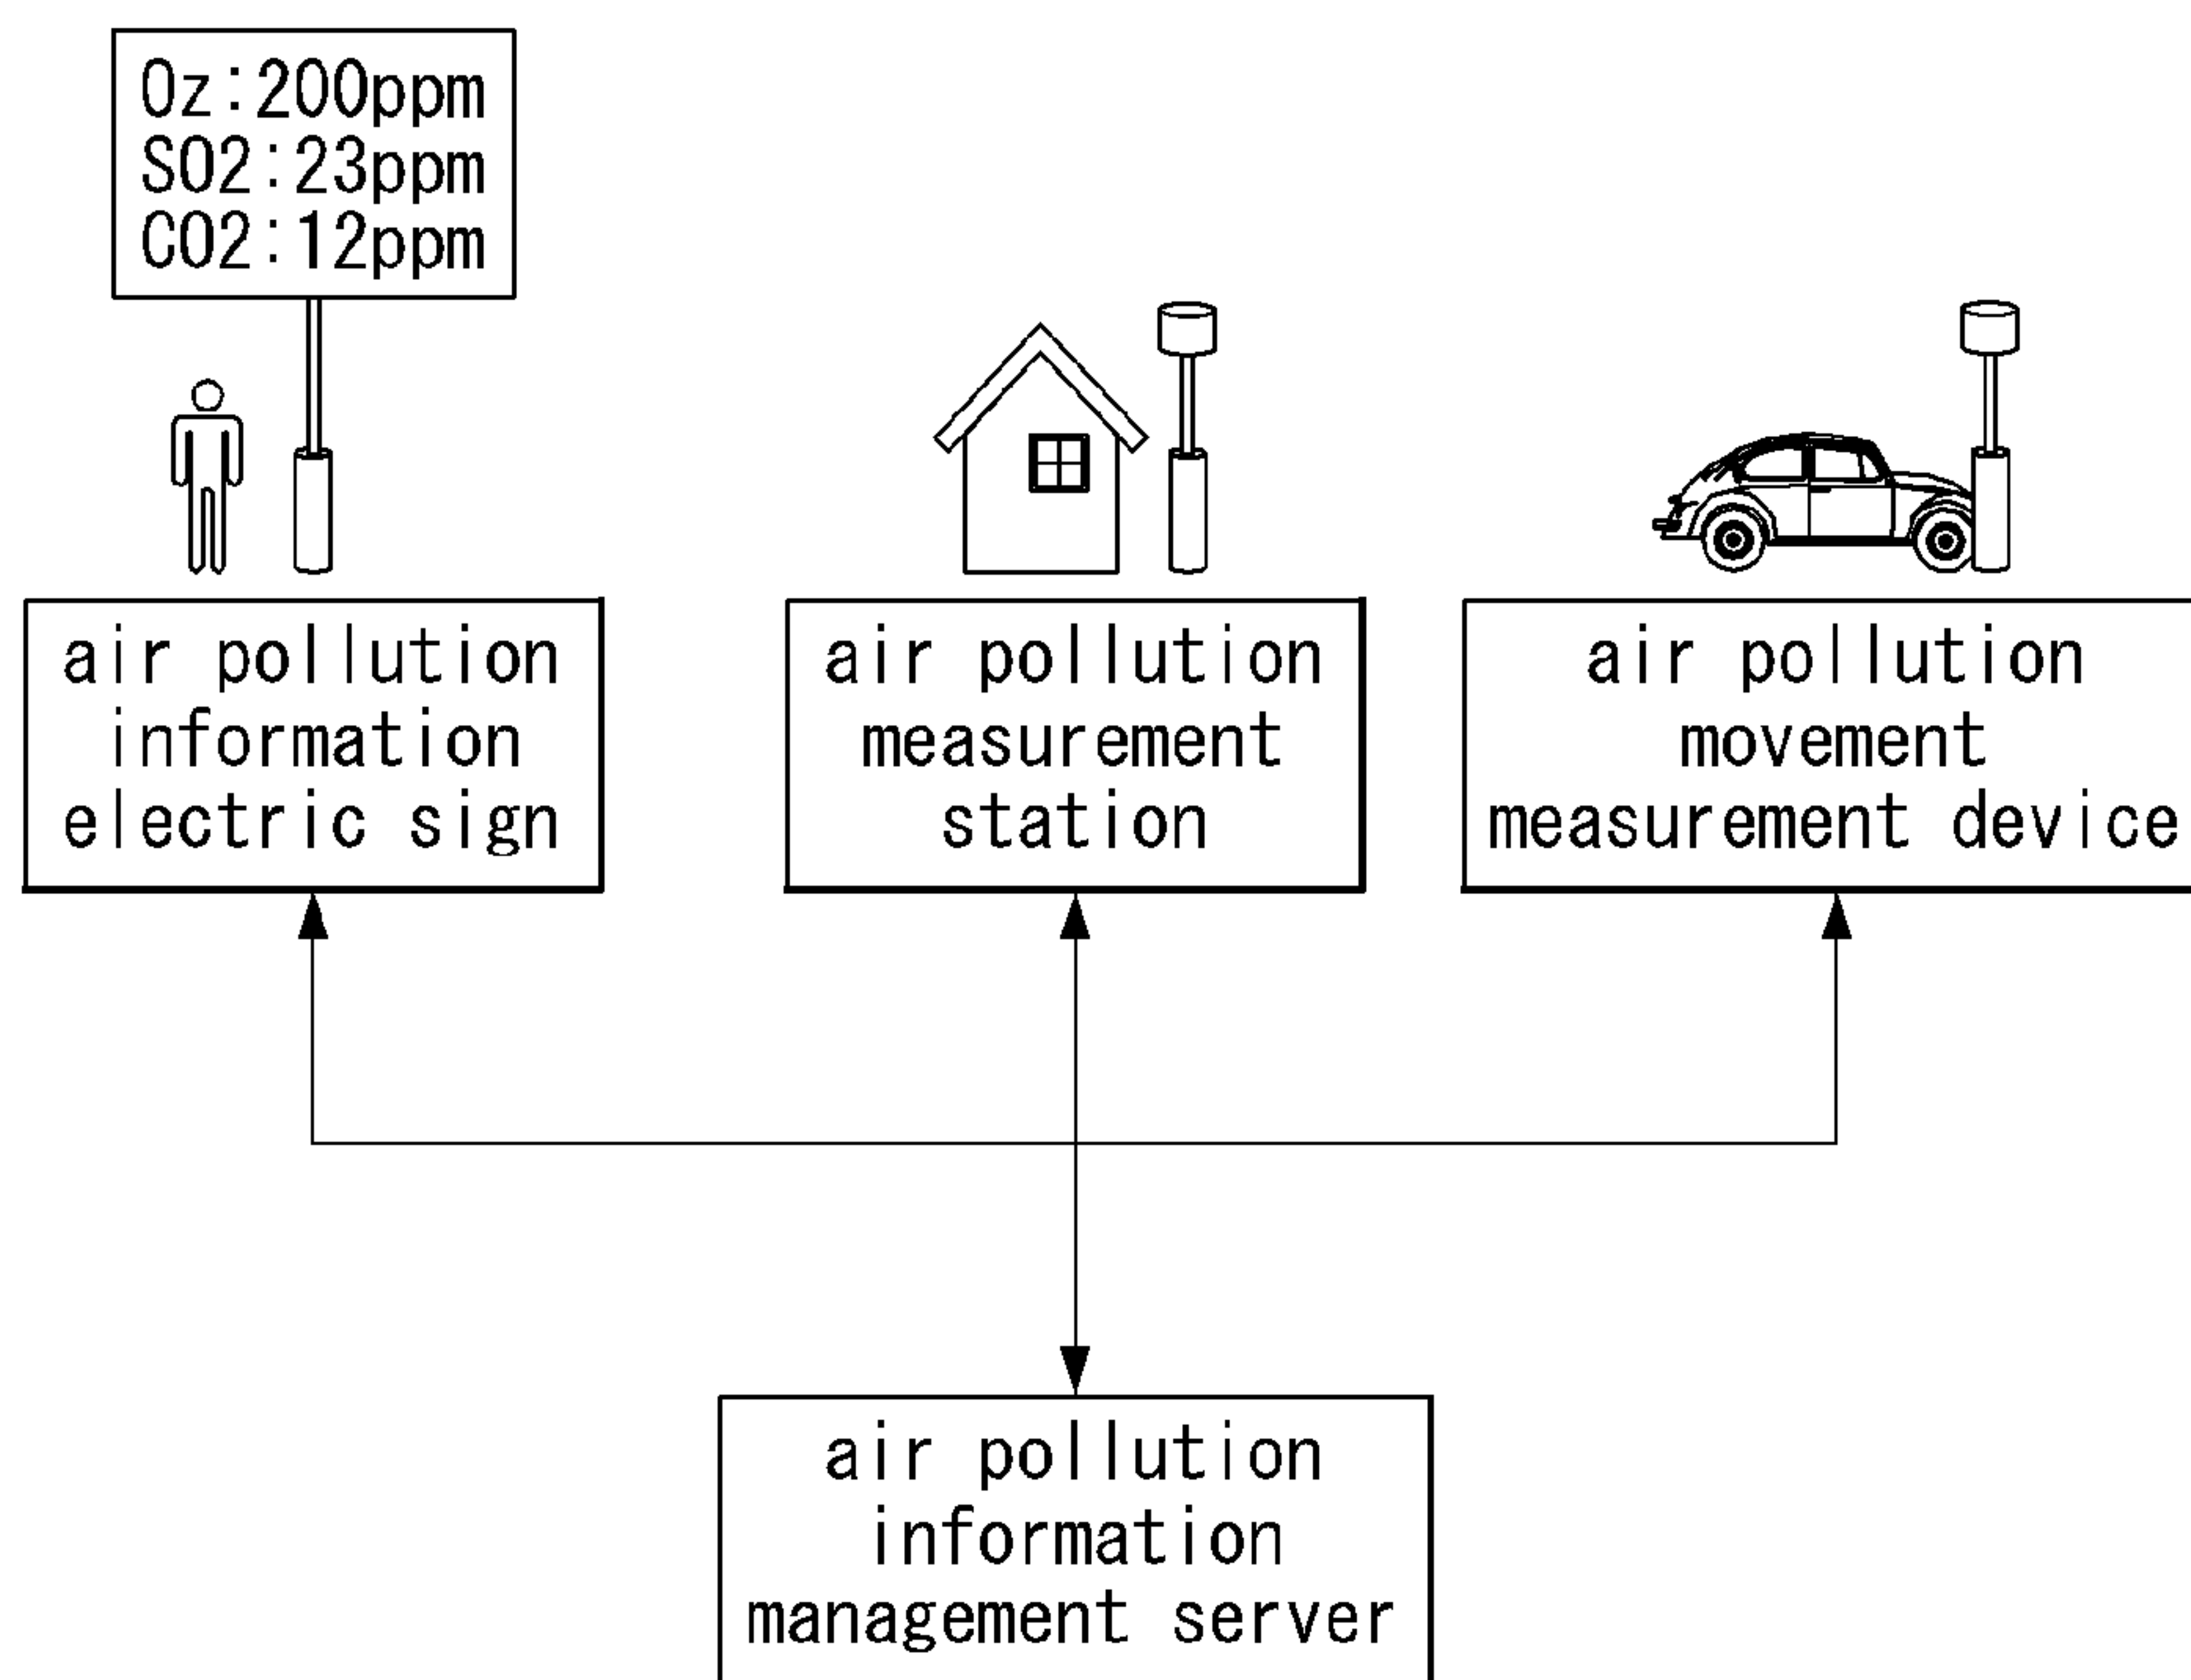 Oz:200ppm
SO2:23ppm
CO2:12ppm
air pollution
information
electric sign
air pollution
measurement
station
air pollution
movement
measurement device
air pollution
information
management server